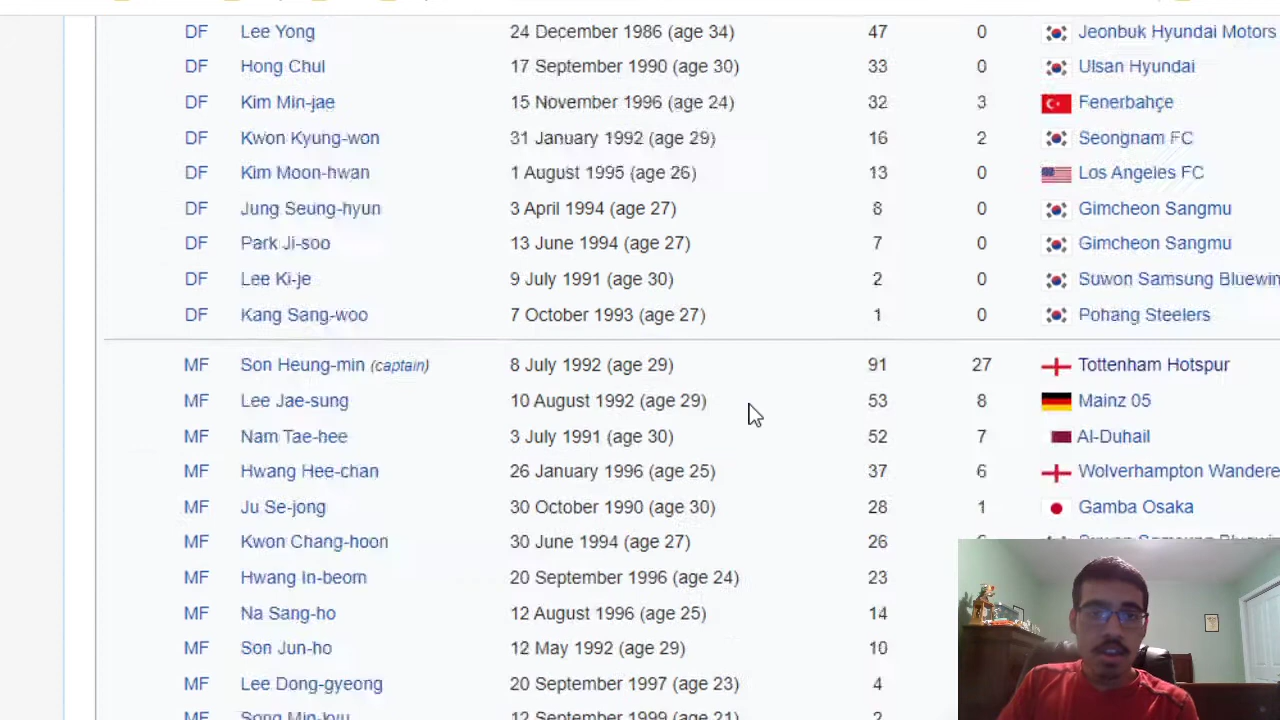 DF Lee Yong 24 December 1986 (age 34) 47 0 Jeonbuk Hyundai Motors
DF Hong Chul 17 September 1990 (age 30) 33 0 Ulsan Hyundai
DF Kim Min-jae 15 November 1996 (age 24) 32 3 Fenerbahçe
DF Kwon Kyung-won 31 January 1992 (age 29) 16 2 Seongnam FC
DF Kim Moon-hwan 1 August 1995 (age 26) 13 0 Los Angeles FC
DF Jung Seung-hyun 3 April 1994 (age 27) 8 0 Gimcheon Sangmu
DF Park Ji-soo 13 June 1994 (age 27) 7 0 Gimcheon Sangmu
DF Lee Ki-je 9 July 1991 (age 30) 2 0 Suwon Samsung Bluewin
DF Kang Sang-woo 7 October 1993 (age 27) 1 0 Pohang Steelers
MF Son Heung-min (captain) 8 July 1992 (age 29) 91 27 Tottenham Hotspur
MF Lee Jae-sung 10 August 1992 (age 29) 53 8 Mainz 05
MF Nam Tae-hee 3 July 1991 (age 30) 52 7 Al-Duhail
MF Hwang Hee-chan 26 January 1996 (age 25) 37 6 Wolverhampton Wandere
MF Ju Se-jong 30 October 1990 (age 30) 28 1 Gamba Osaka
MF Kwon Chang-hoon 30 June 1994 (age 27) 26
MF Hwang In-beom 20 September 1996 (age 24) 23
MF Na Sang-ho 12 August 1996 (age 25) 14
MF Son Jun-ho 12 May 1992 (age 29) 10
MF Lee Dong-gyeong 20 September 1997 (age 23) 4
MF Song Min-kyu 12 September 1999 (age 21) 2